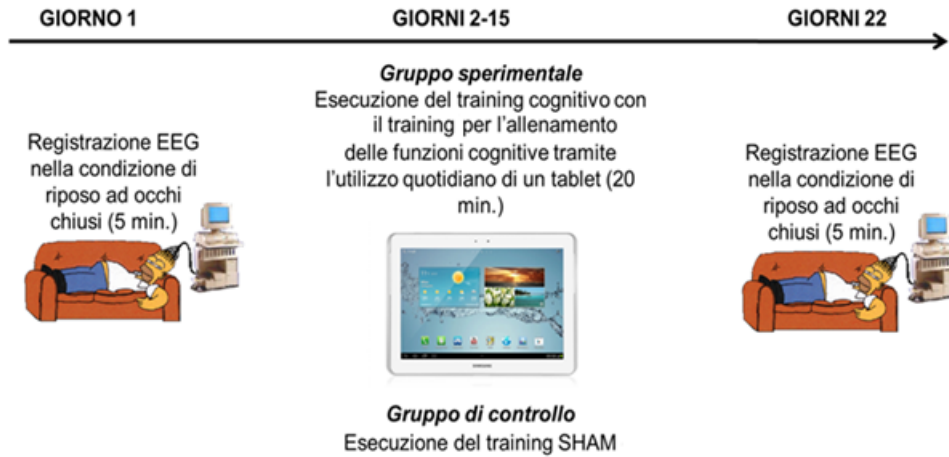 GIORNO 1
GIORNI 2-15
GIORNI 22
Gruppo sperimentale
Esecuzione del training cognitivo con
il training per l'allenamento
delle funzioni cognitive tramite
l'utilizzo quotidiano di un tablet (20
min.)
Registrazione EEG
nella condizione di
riposo ad occhi
chiusi (5 min.)
Registrazione EEG
nella condizione di
riposo ad occhi
chiusi (5 min.)
SAMSUNG
Gruppo di controllo
Esecuzione del training SHAM